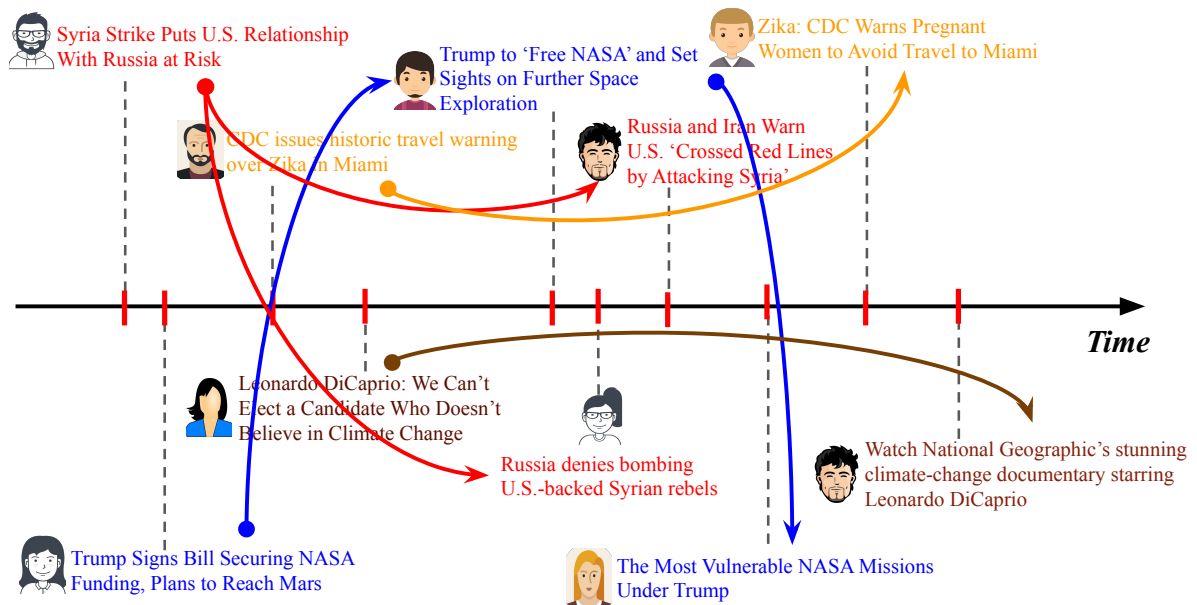 Syria Strike Puts U.S. Relationship
With Russia at Risk
Trump to ‘Free NASA’ and Set
Sights on Further Space
Exploration
Zika: CDC Warns Pregnant
Women to Avoid Travel to Miami
CDC issues historic travel warning
over Zika in Miami
Russia and Iran Warn
U.S. ‘Crossed Red Lines
by Attacking Syria’
Time
Leonardo DiCaprio: We Can’t
Elect a Candidate Who Doesn’t
Believe in Climate Change
Russia denies bombing
U.S.-backed Syrian rebels
Watch National Geographic’s stunning
climate-change documentary starring
Leonardo DiCaprio
Trump Signs Bill Securing NASA
Funding, Plans to Reach Mars
The Most Vulnerable NASA Missions
Under Trump